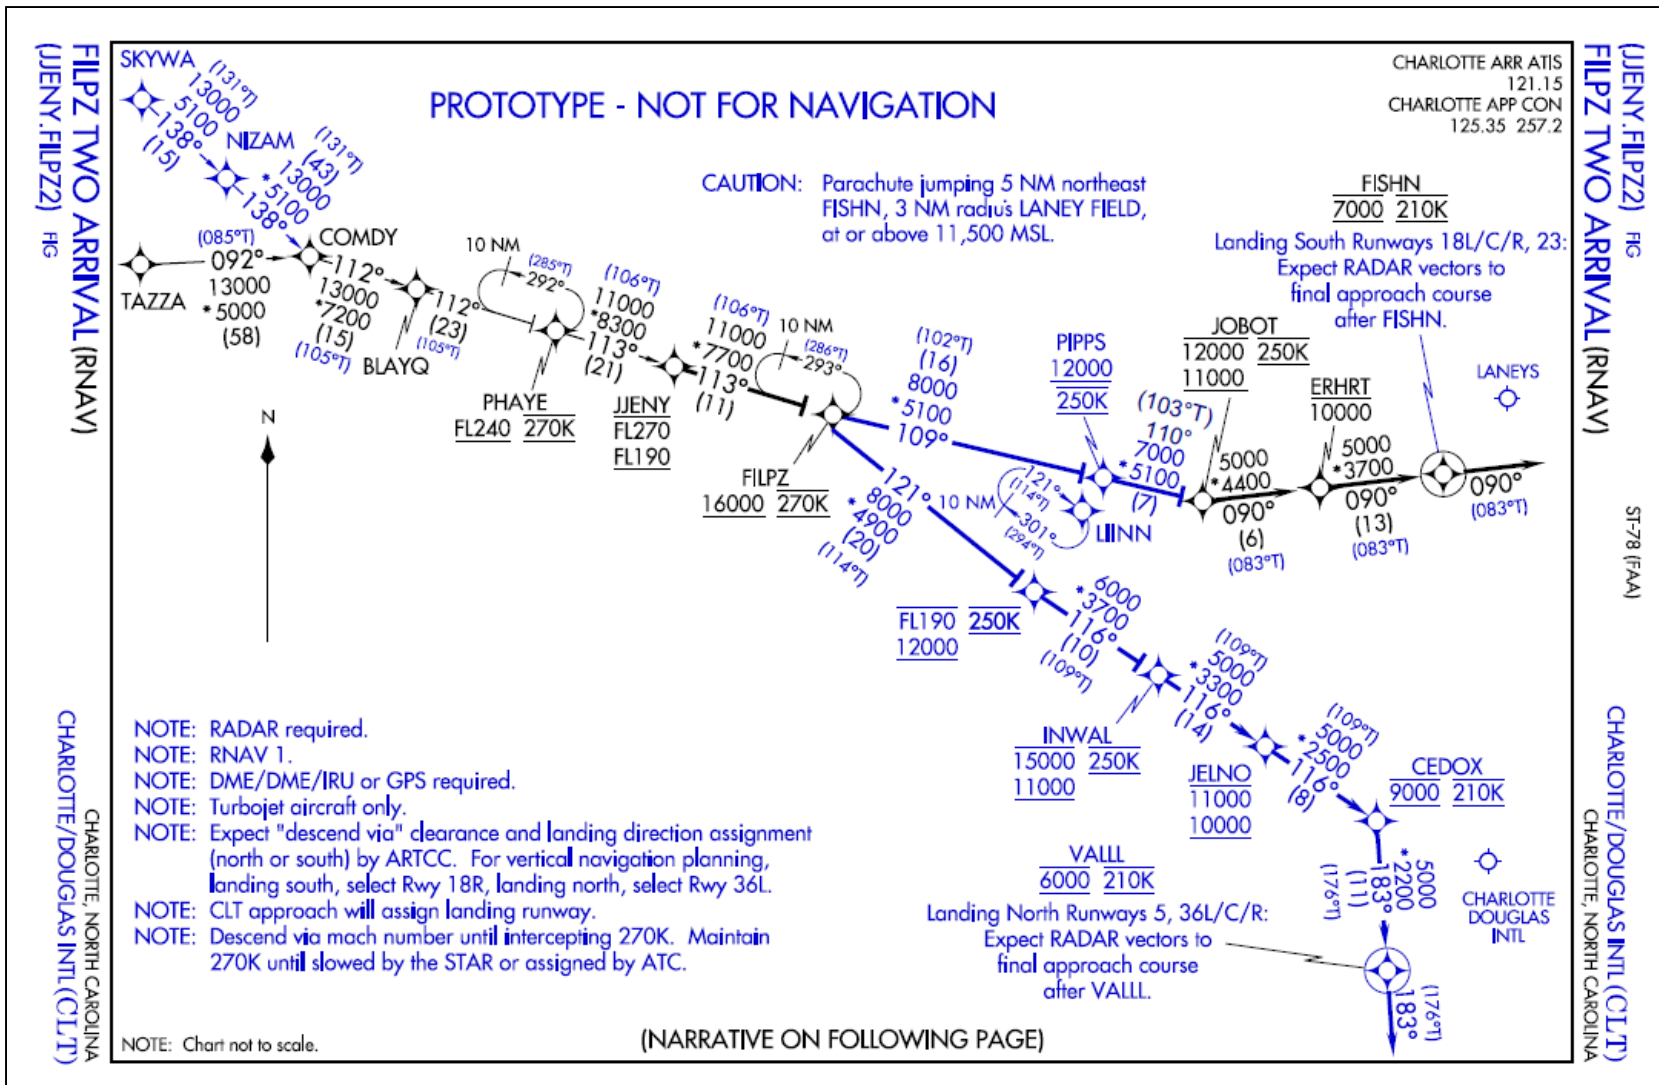 FILPZ TWO ARRIVAL (RNAV)
(JJENY.FILPZ2) FIG
CHARLOTTE, NORTH CAROLINA
CHARLOTTE/DOUGLAS INTL (CLT)
PROTOTYPE - NOT FOR NAVIGATION
CHARLOTTE ARR ATIS
121.15
CHARLOTTE APP CON
125.35 257.2
(JJENY.FILPZ2) FIG
FILPZ TWO ARRIVAL (RNAV)
ST-78 (FAA)
CHARLOTTE/DOUGLAS INTL (CLT)
CHARLOTTE, NORTH CAROLINA
SKYWA
(131°T)
13000
5100
138°
(15)
NIZAM
(131°T)
(43)
13000
*5100
138°
TAZZA
(085°T)
092°
13000
*5000
(58)
COMDY
112°
13000
*7200
(15)
(105°T)
BLAYQ
112°
(23)
(105°T)
10 NM
(285°T)
292°
PHAYE
FL240 270K
(106°T)
11000
*8300
113°
(21)
JJENY
FL270
FL190
(106°T)
11000
*7700
113°
(11)
10 NM
(286°T)
293°
FILPZ
16000 270K
CAUTION: Parachute jumping 5 NM northeast
FISHN, 3 NM radius LANEY FIELD,
at or above 11,500 MSL.
(102°T)
(16)
8000
*5100
109°
PIPPS
12000
250K
(103°T)
110°
7000
*5100
(7)
10 NM
121°
(114°T)
301°
(294°T)
LIINN
JOBOT
12000 250K
11000
5000
*4400
090°
(6)
(083°T)
ERHRT
10000
5000
*3700
090°
(13)
(083°T)
FISHN
7000 210K
Landing South Runways 18L/C/R, 23:
Expect RADAR vectors to
final approach course
after FISHN.
LANEYS
090°
(083°T)
121°
8000
*4900
(20)
(114°T)
FL190 250K
12000
6000
*3700
116°
(10)
(109°T)
INWAL
15000 250K
11000
(109°T)
5000
*3300
116°
(14)
JELNO
11000
10000
(109°T)
5000
*2500
116°
(8)
CEDOX
9000 210K
5000
*2200
183°
(11)
(176°T)
CHARLOTTE
DOUGLAS
INTL
VALLL
6000 210K
Landing North Runways 5, 36L/C/R:
Expect RADAR vectors to
final approach course
after VALLL.
(176°T)
183°
N
NOTE: RADAR required.
NOTE: RNAV 1.
NOTE: DME/DME/IRU or GPS required.
NOTE: Turbojet aircraft only.
NOTE: Expect "descend via" clearance and landing direction assignment
(north or south) by ARTCC. For vertical navigation planning,
landing south, select Rwy 18R, landing north, select Rwy 36L.
NOTE: CLT approach will assign landing runway.
NOTE: Descend via mach number until intercepting 270K. Maintain
270K until slowed by the STAR or assigned by ATC.
NOTE: Chart not to scale.
(NARRATIVE ON FOLLOWING PAGE)